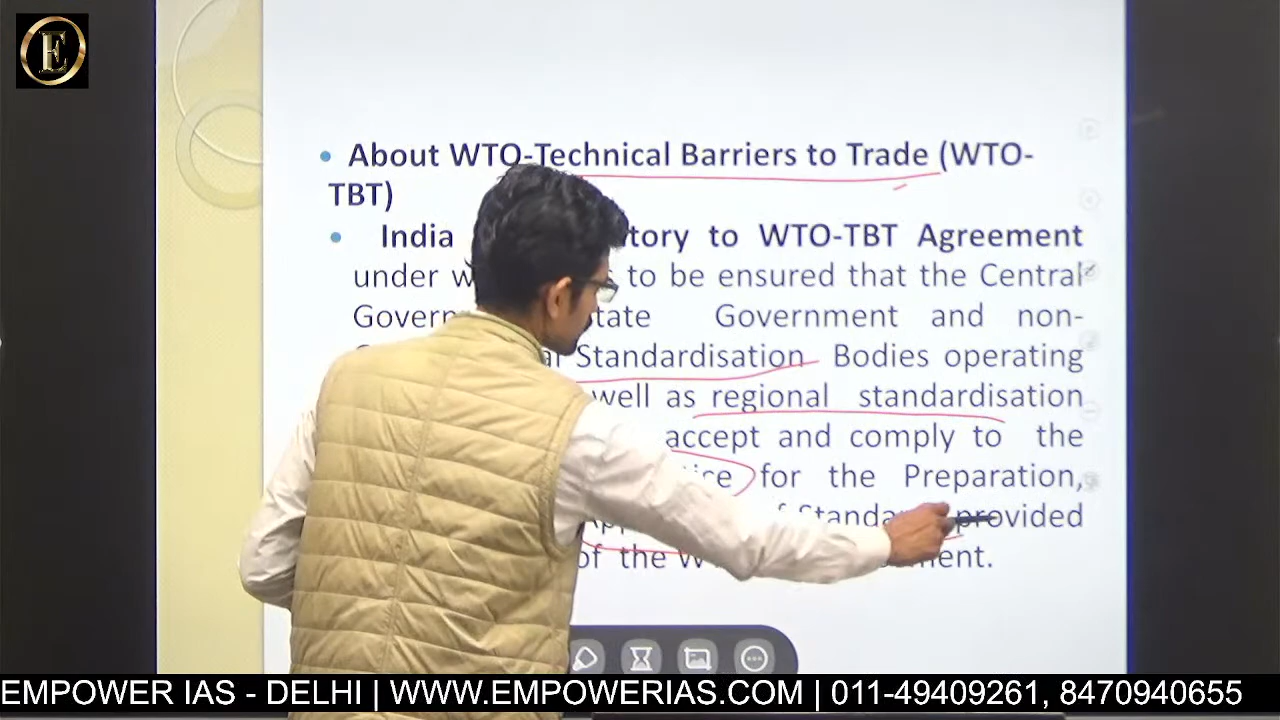 E
• About WTO-Technical Barriers to Trade (WTO-
TBT)
• India tory to WTO-TBT Agreement
under to be ensured that the Central
Govern tate Government and non-
Standardisation Bodies operating
well as regional standardisation
accept and comply to the
for the Preparation,
provided
of the
EMPOWER IAS - DELHI | WWW.EMPOWERIAS.COM | 011-49409261, 8470940655